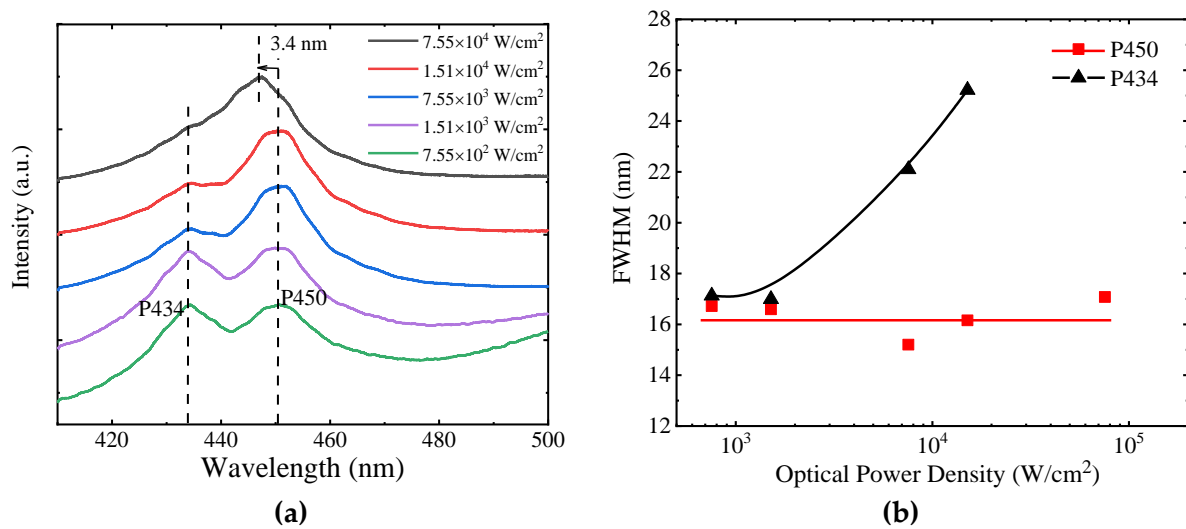 3.4 nm
7.55×10⁴ W/cm²
1.51×10⁴ W/cm²
7.55×10³ W/cm²
1.51×10³ W/cm²
7.55×10² W/cm²
P434
P450
Intensity (a.u.)
420 440 460 480 500
Wavelength (nm)
(a)
P450
P434
FWHM (nm)
28
26
24
22
20
18
16
14
12
10³ 10⁴ 10⁵
Optical Power Density (W/cm²)
(b)